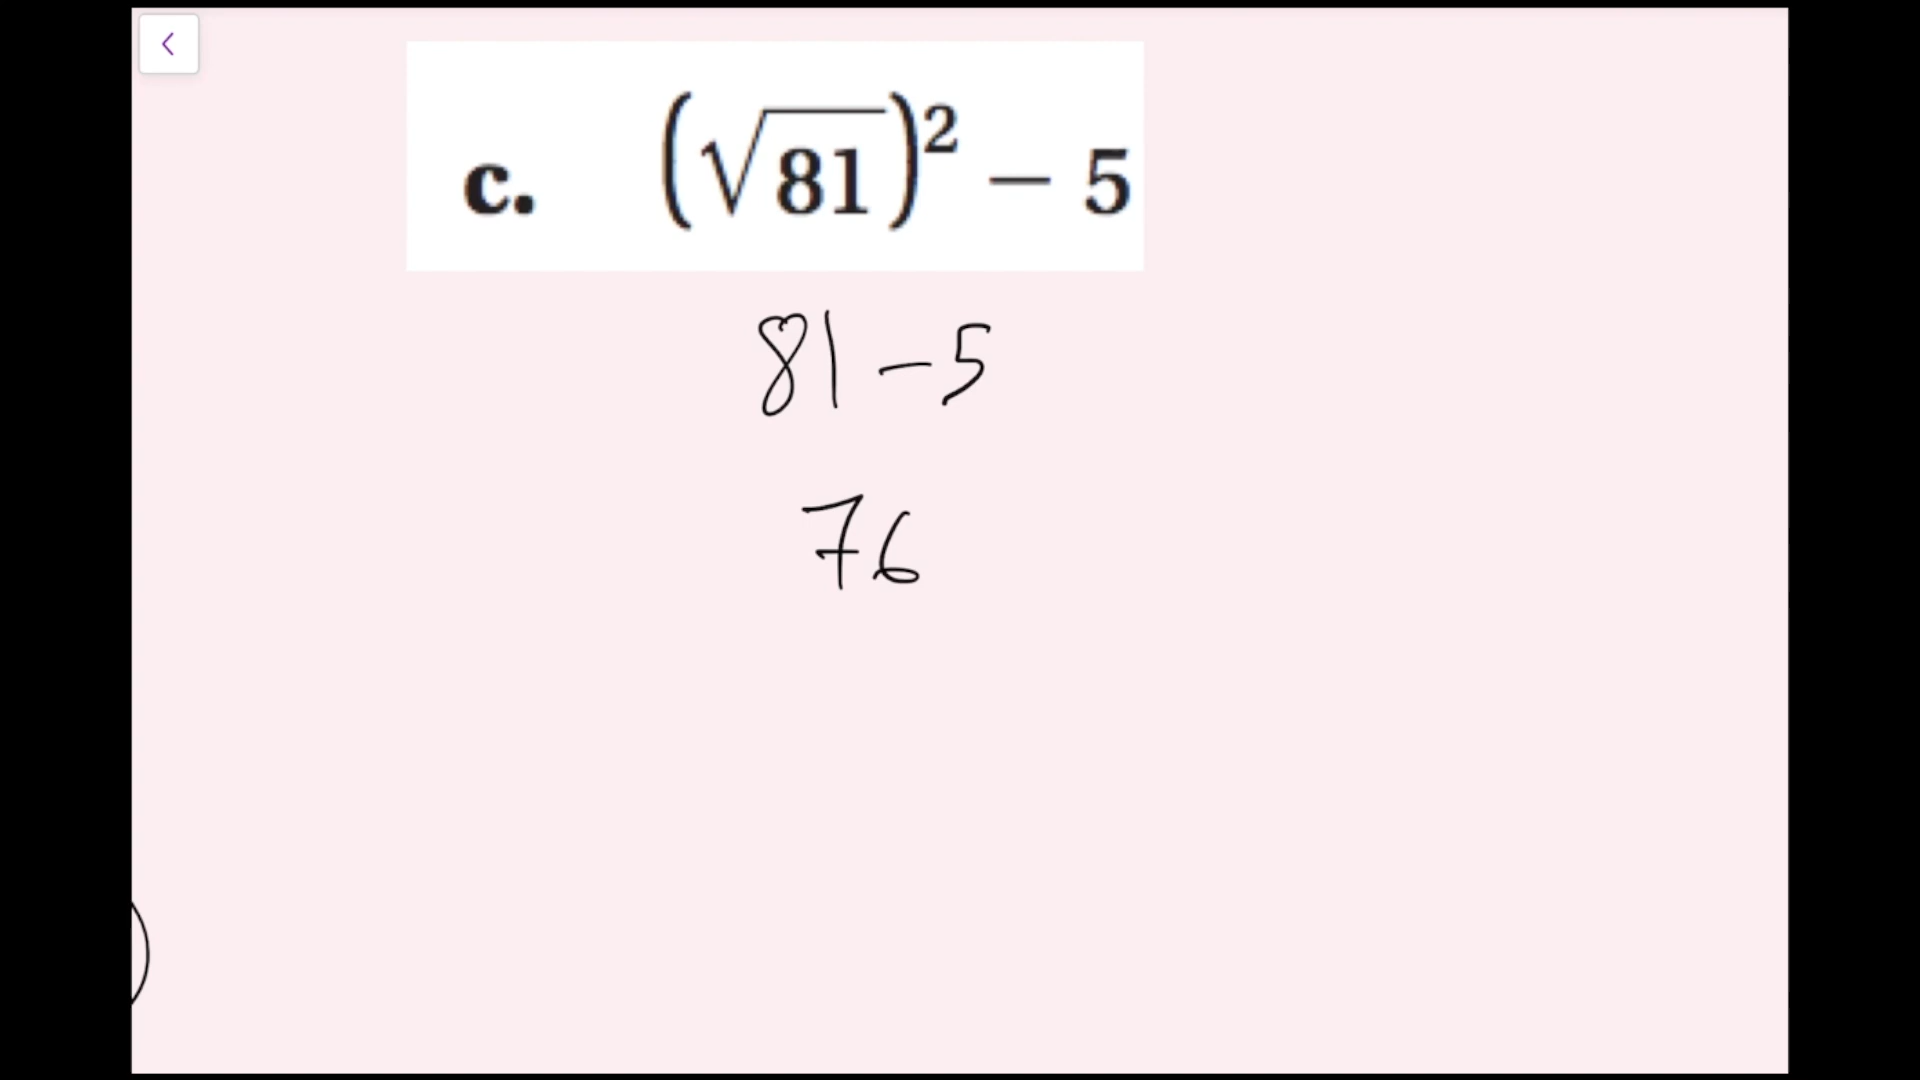 c. (√81)² – 5
81 – 5
76